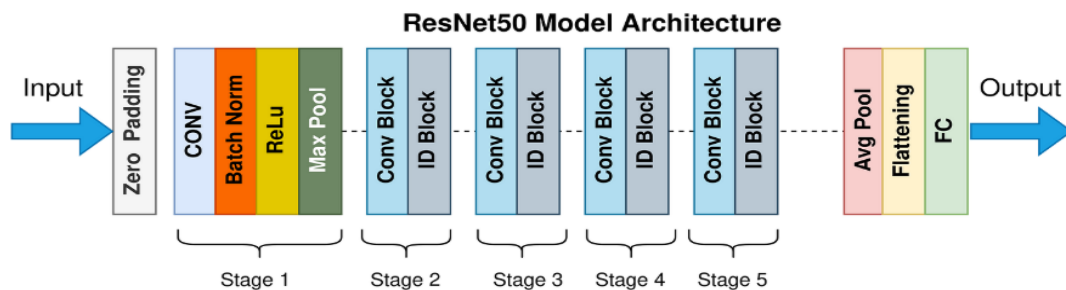 ResNet50 Model Architecture
Input
Zero Padding
CONV
Batch Norm
ReLu
Max Pool
Conv Block
ID Block
Conv Block
ID Block
Conv Block
ID Block
Conv Block
ID Block
Avg Pool
Flattening
FC
Output
Stage 1
Stage 2
Stage 3
Stage 4
Stage 5